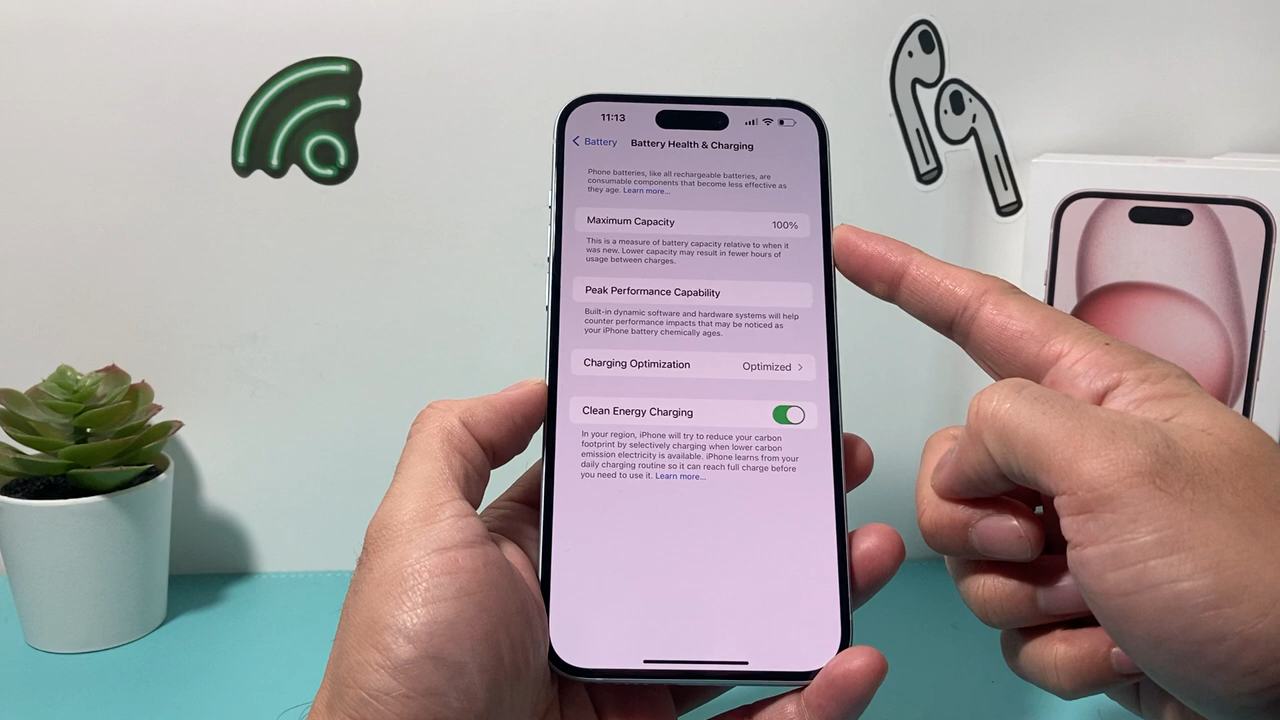 11:13
Battery
Battery Health & Charging
Phone batteries, like all rechargeable batteries, are
consumable components that become less effective as
they age. Learn more...
Maximum Capacity 100%
This is a measure of battery capacity relative to when it
was new. Lower capacity may result in fewer hours of
usage between charges.
Peak Performance Capability
Built-in dynamic software and hardware systems will help
counter performance impacts that may be noticed as
your iPhone battery chemically ages.
Charging Optimization Optimized
Clean Energy Charging
In your region, iPhone will try to reduce your carbon
footprint by selectively charging when lower carbon
emission electricity is available. iPhone learns from your
daily charging routine so it can reach full charge before
you need to use it. Learn more...